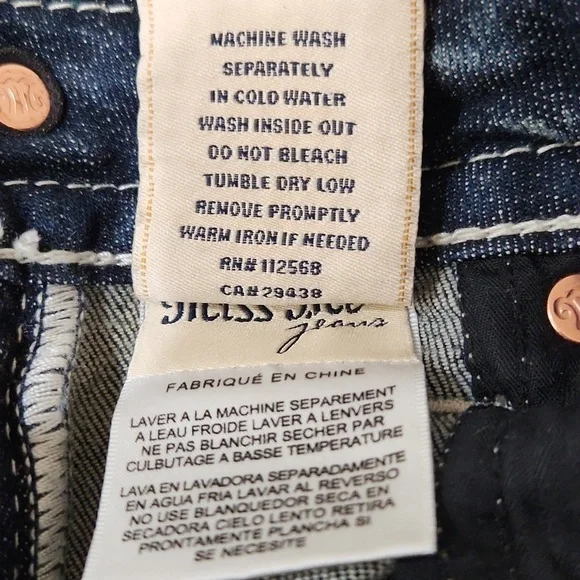 MACHINE WASH
SEPARATELY
IN COLD WATER
WASH INSIDE OUT
DO NOT BLEACH
TUMBLE DRY LOW
REMOVE PROMPTLY
WARM IRON IF NEEDED
RN# 112568
CA# 29438
jeans
FABRIQUÉ EN CHINE
LAVER A LA MACHINE SEPAREMENT
A LEAU FROIDE LAVER A LENVERS
NE PAS BLANCHIR SECHER PAR
CULBUTAGE A BASSE TEMPERATURE
LAVA EN LAVADORA SEPARADAMENTE
EN AGUA FRIA LAVAR AL REVERSO
NO USE BLANQUEDOR SECA EN
SECADORA CIELO LENTO RETIRA
PRONTAMENTE PLANCHA SI
SE NECESITE